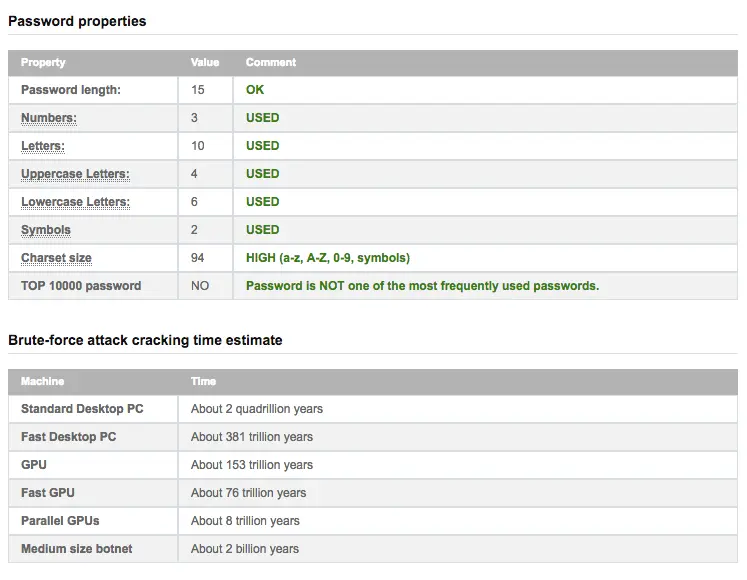 Password properties
Property Value Comment
Password length: 15 OK
Numbers: 3 USED
Letters: 10 USED
Uppercase Letters: 4 USED
Lowercase Letters: 6 USED
Symbols 2 USED
Charset size 94 HIGH (a-z, A-Z, 0-9, symbols)
TOP 10000 password NO Password is NOT one of the most frequently used passwords.
Brute-force attack cracking time estimate
Machine Time
Standard Desktop PC About 2 quadrillion years
Fast Desktop PC About 381 trillion years
GPU About 153 trillion years
Fast GPU About 76 trillion years
Parallel GPUs About 8 trillion years
Medium size botnet About 2 billion years